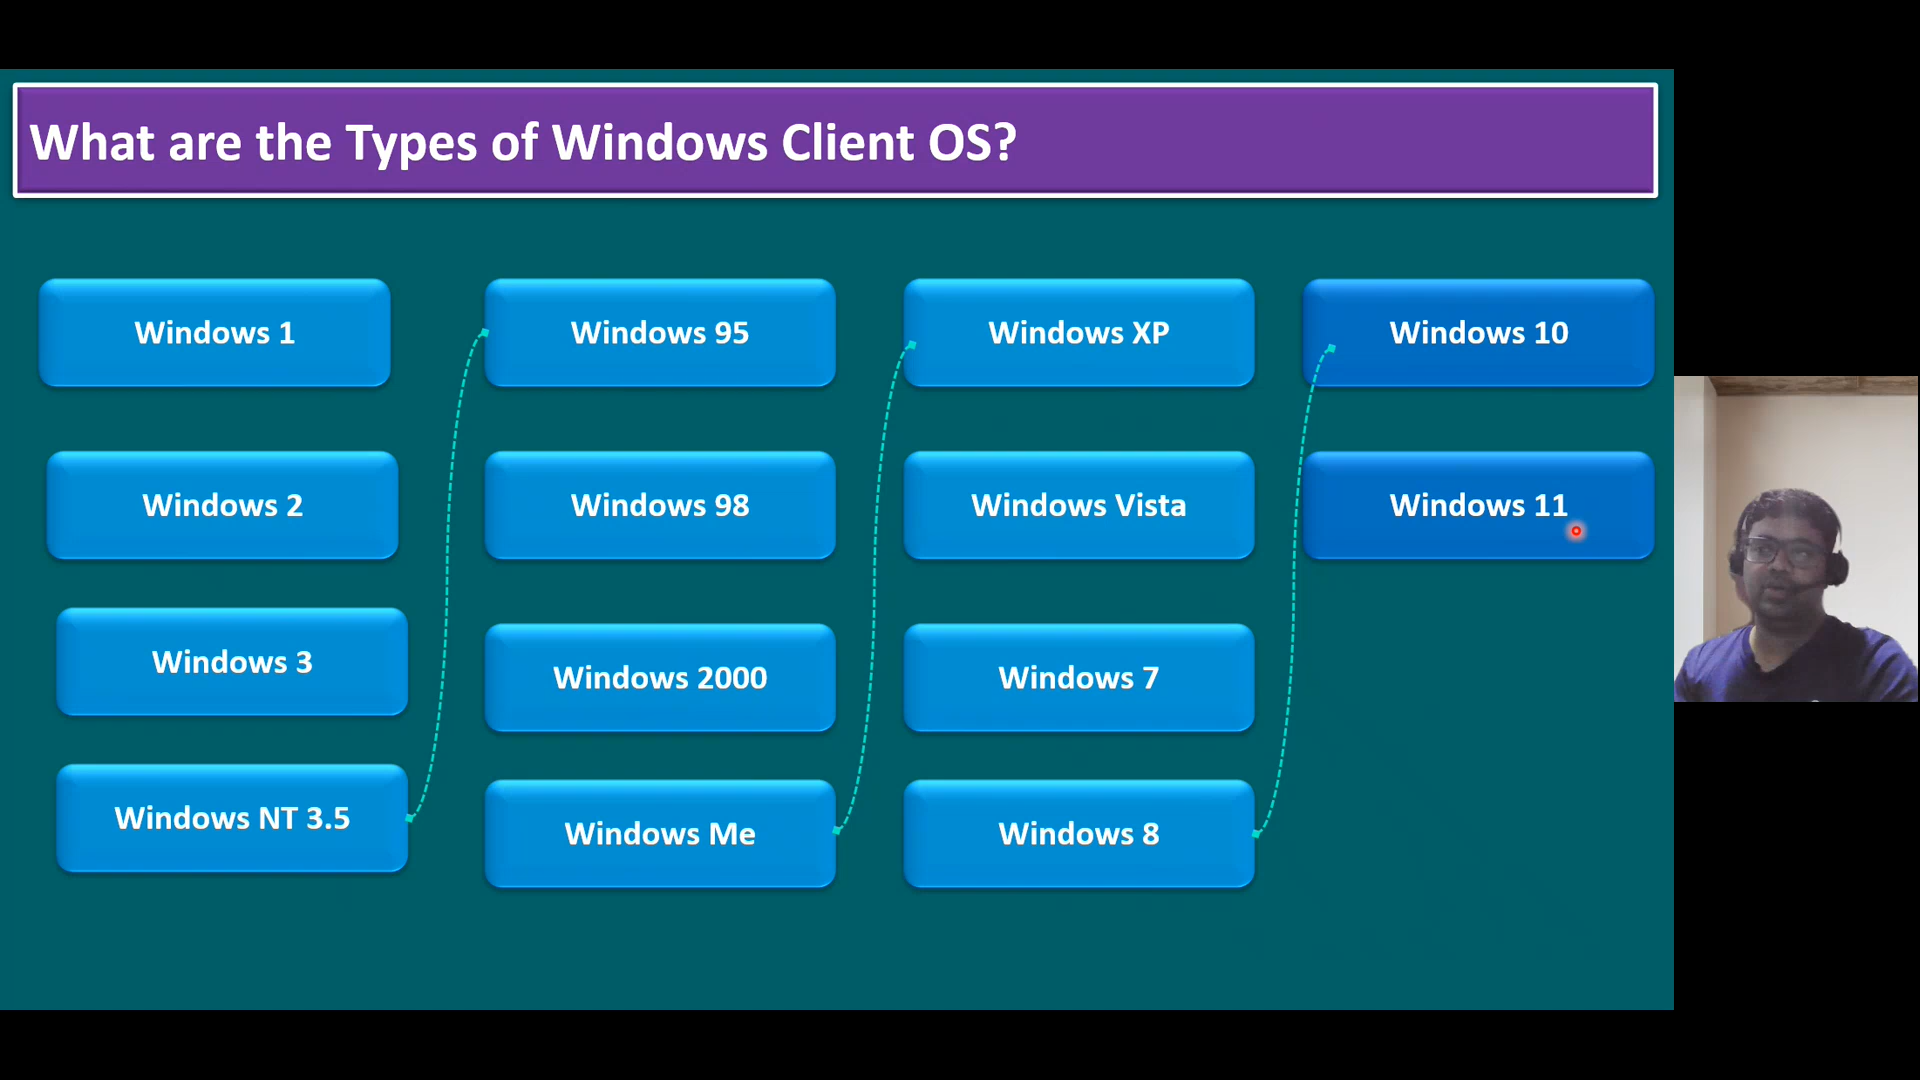 What are the Types of Windows Client OS?
Windows 1
Windows 2
Windows 3
Windows NT 3.5
Windows 95
Windows 98
Windows 2000
Windows Me
Windows XP
Windows Vista
Windows 7
Windows 8
Windows 10
Windows 11